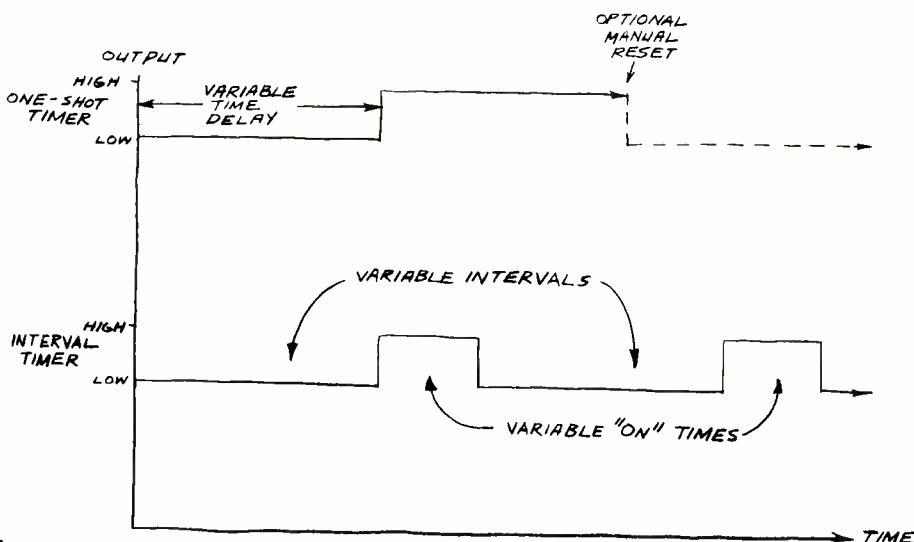 OPTIONAL
MANUAL
RESET
OUTPUT
HIGH
ONE-SHOT
TIMER
VARIABLE
TIME
DELAY
LOW
VARIABLE INTERVALS
HIGH
INTERVAL
TIMER
LOW
VARIABLE "ON" TIMES
TIME